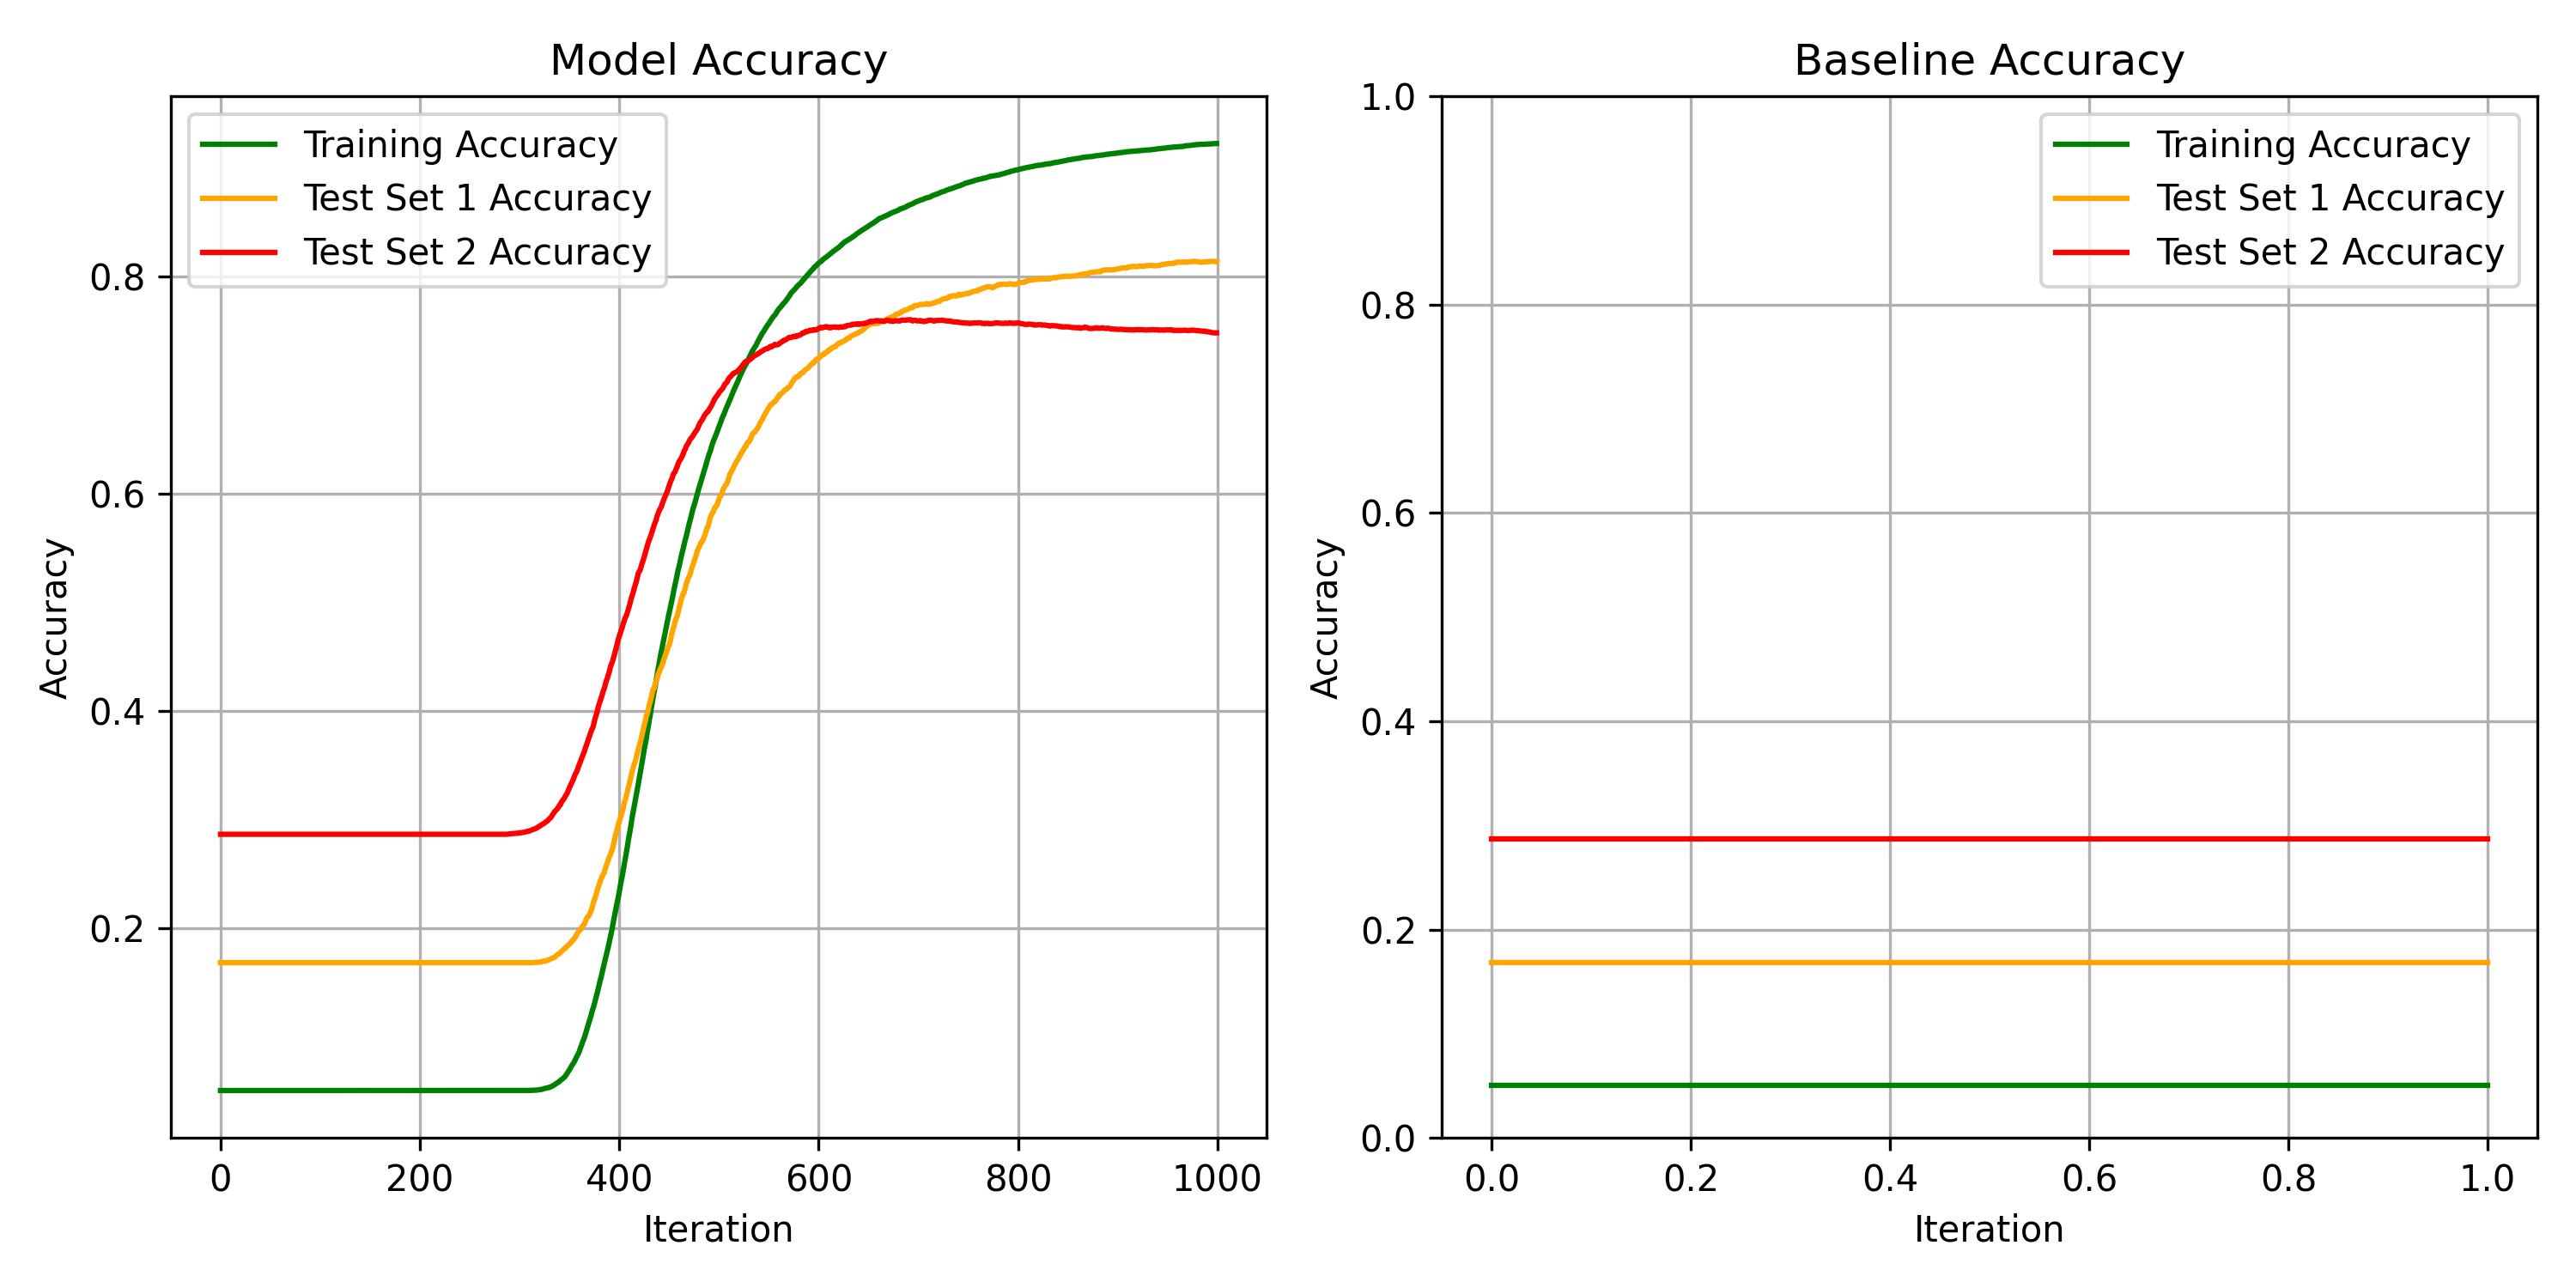 Model Accuracy
Training Accuracy
Test Set 1 Accuracy
Test Set 2 Accuracy
0.8
0.6
0.4
0.2
Accuracy
0 200 400 600 800 1000
Iteration
Baseline Accuracy
Training Accuracy
Test Set 1 Accuracy
Test Set 2 Accuracy
1.0
0.8
0.6
0.4
0.2
0.0
Accuracy
0.0 0.2 0.4 0.6 0.8 1.0
Iteration